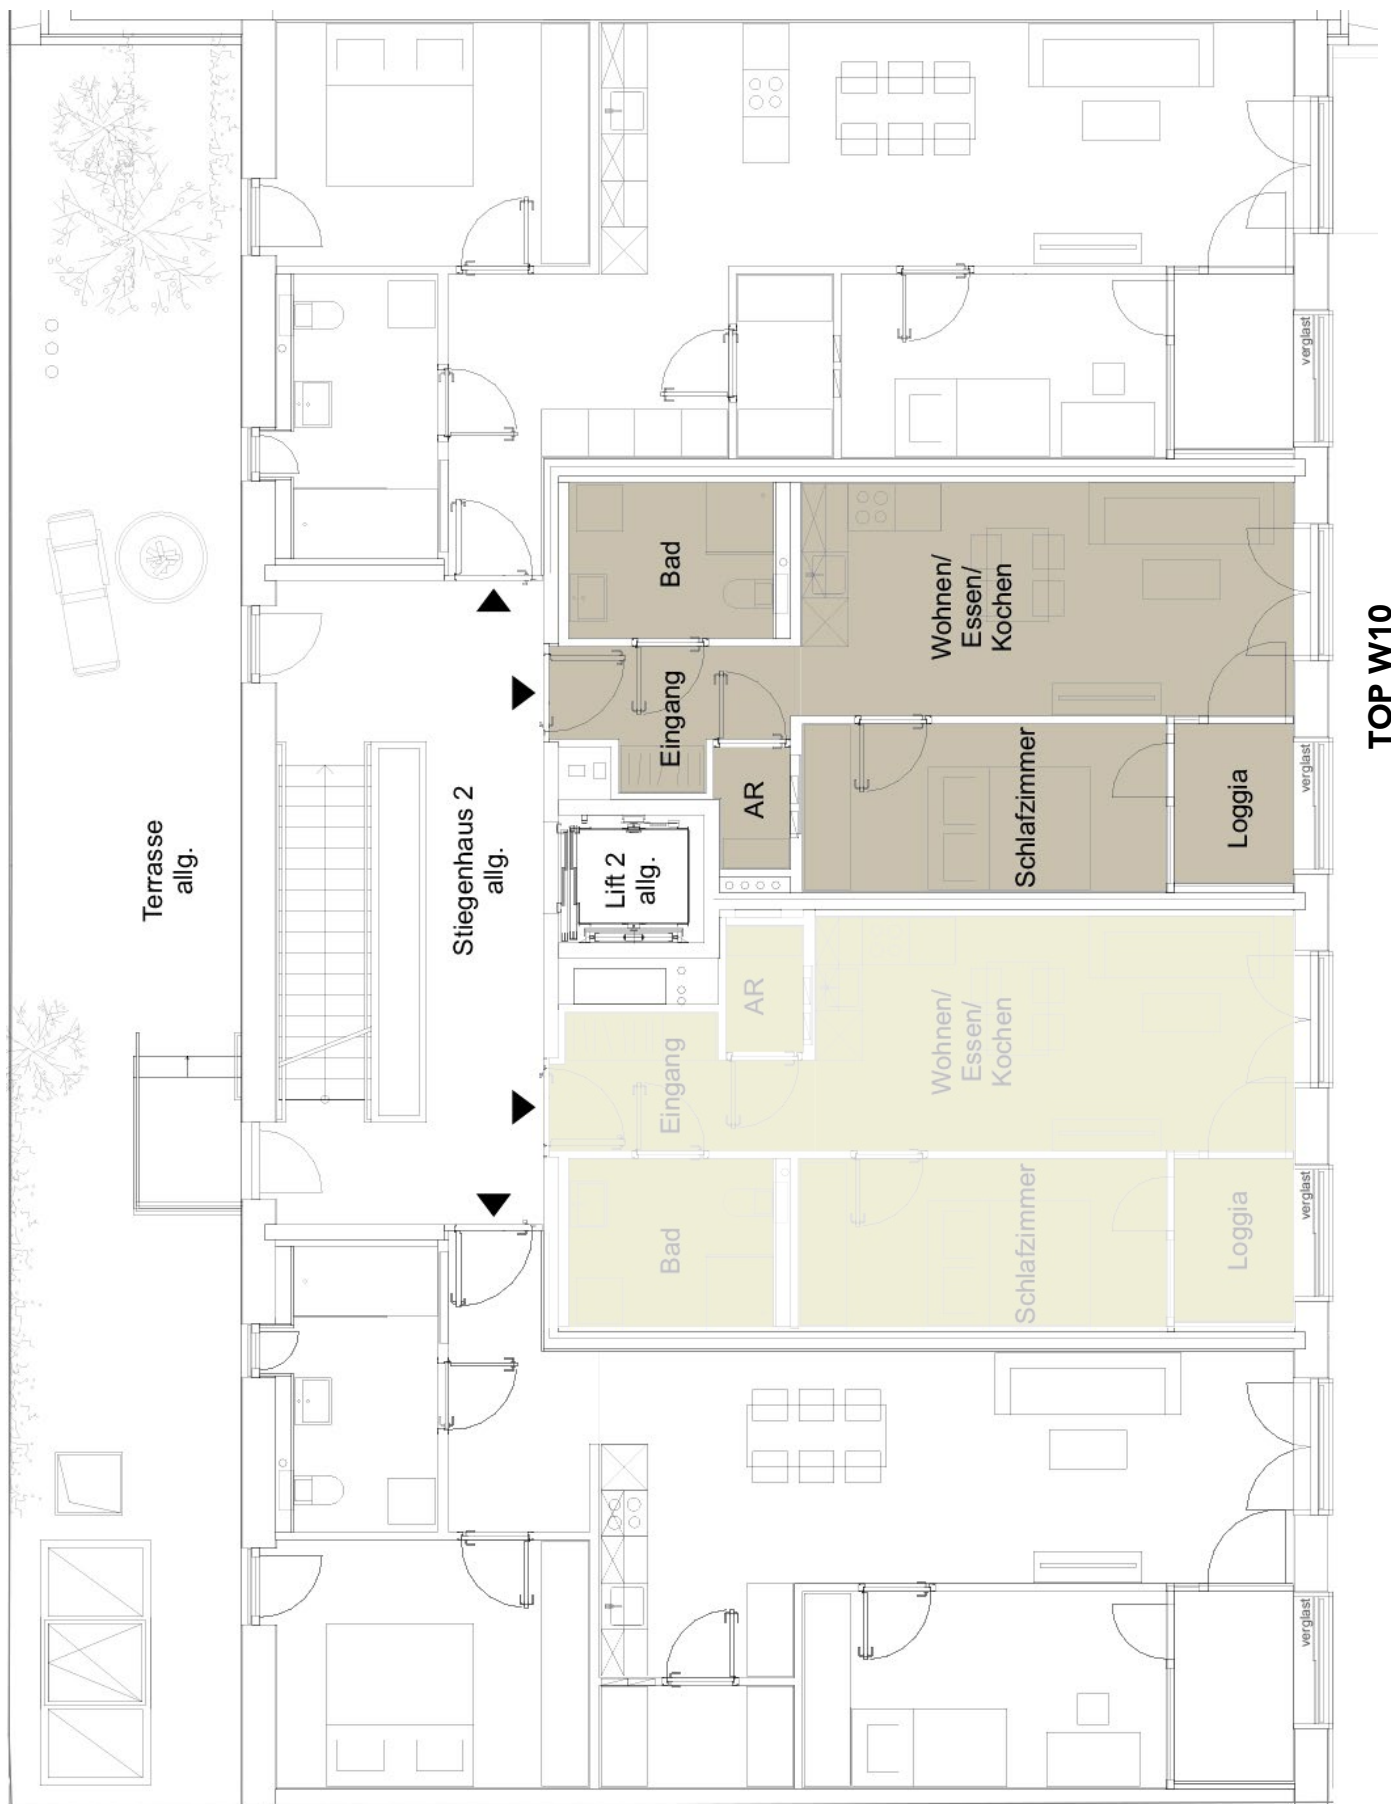 Terrasse
allg.
Stiegenhaus 2
allg.
Lift 2
allg.
Bad
Eingang
AR
Wohnen/
Essen/
Kochen
Schlafzimmer
Loggia
Eingang
Bad
AR
Wohnen/
Essen/
Kochen
Schlafzimmer
Loggia
verglast
verglast
verglast
verglast
TOP W10